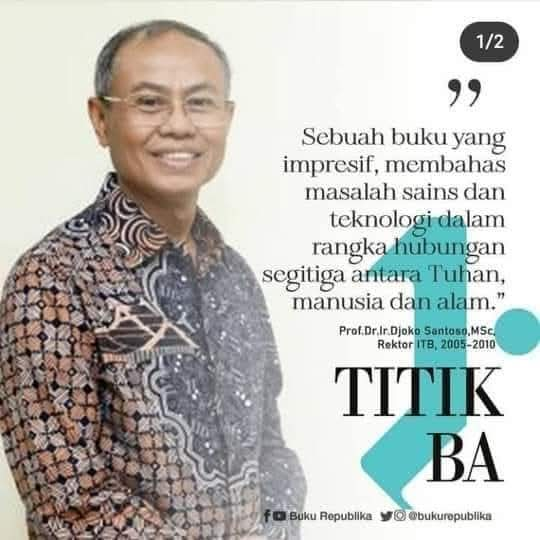 1/2
”
Sebuah buku yang
impresif, membahas
masalah sains dan
teknologi dalam
rangka hubungan
segitiga antara Tuhan,
manusia dan alam.”
Prof.Dr.Ir.Djoko Santoso,MSc,
Rektor ITB, 2005-2010
TITIK
BA
Buku Republika @bukurepublika